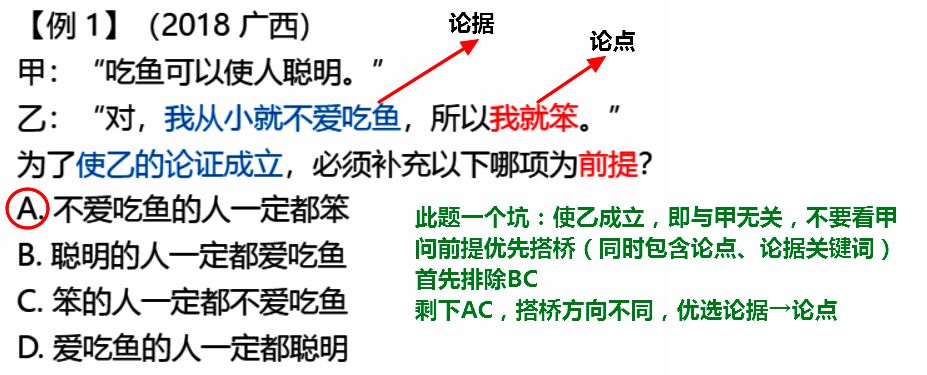 【例 1】（2018 广西）
论据
论点
甲：“吃鱼可以使人聪明。”
乙：“对，我从小就不爱吃鱼，所以我就笨。”
为了使乙的论证成立，必须补充以下哪项为前提？
A. 不爱吃鱼的人一定都笨
B. 聪明的人一定都爱吃鱼
C. 笨的人一定都不爱吃鱼
D. 爱吃鱼的人一定都聪明
此题一个坑：使乙成立，即与甲无关，不要看甲
问前提优先搭桥（同时包含论点、论据关键词）
首先排除BC
剩下AC，搭桥方向不同，优选论据→论点